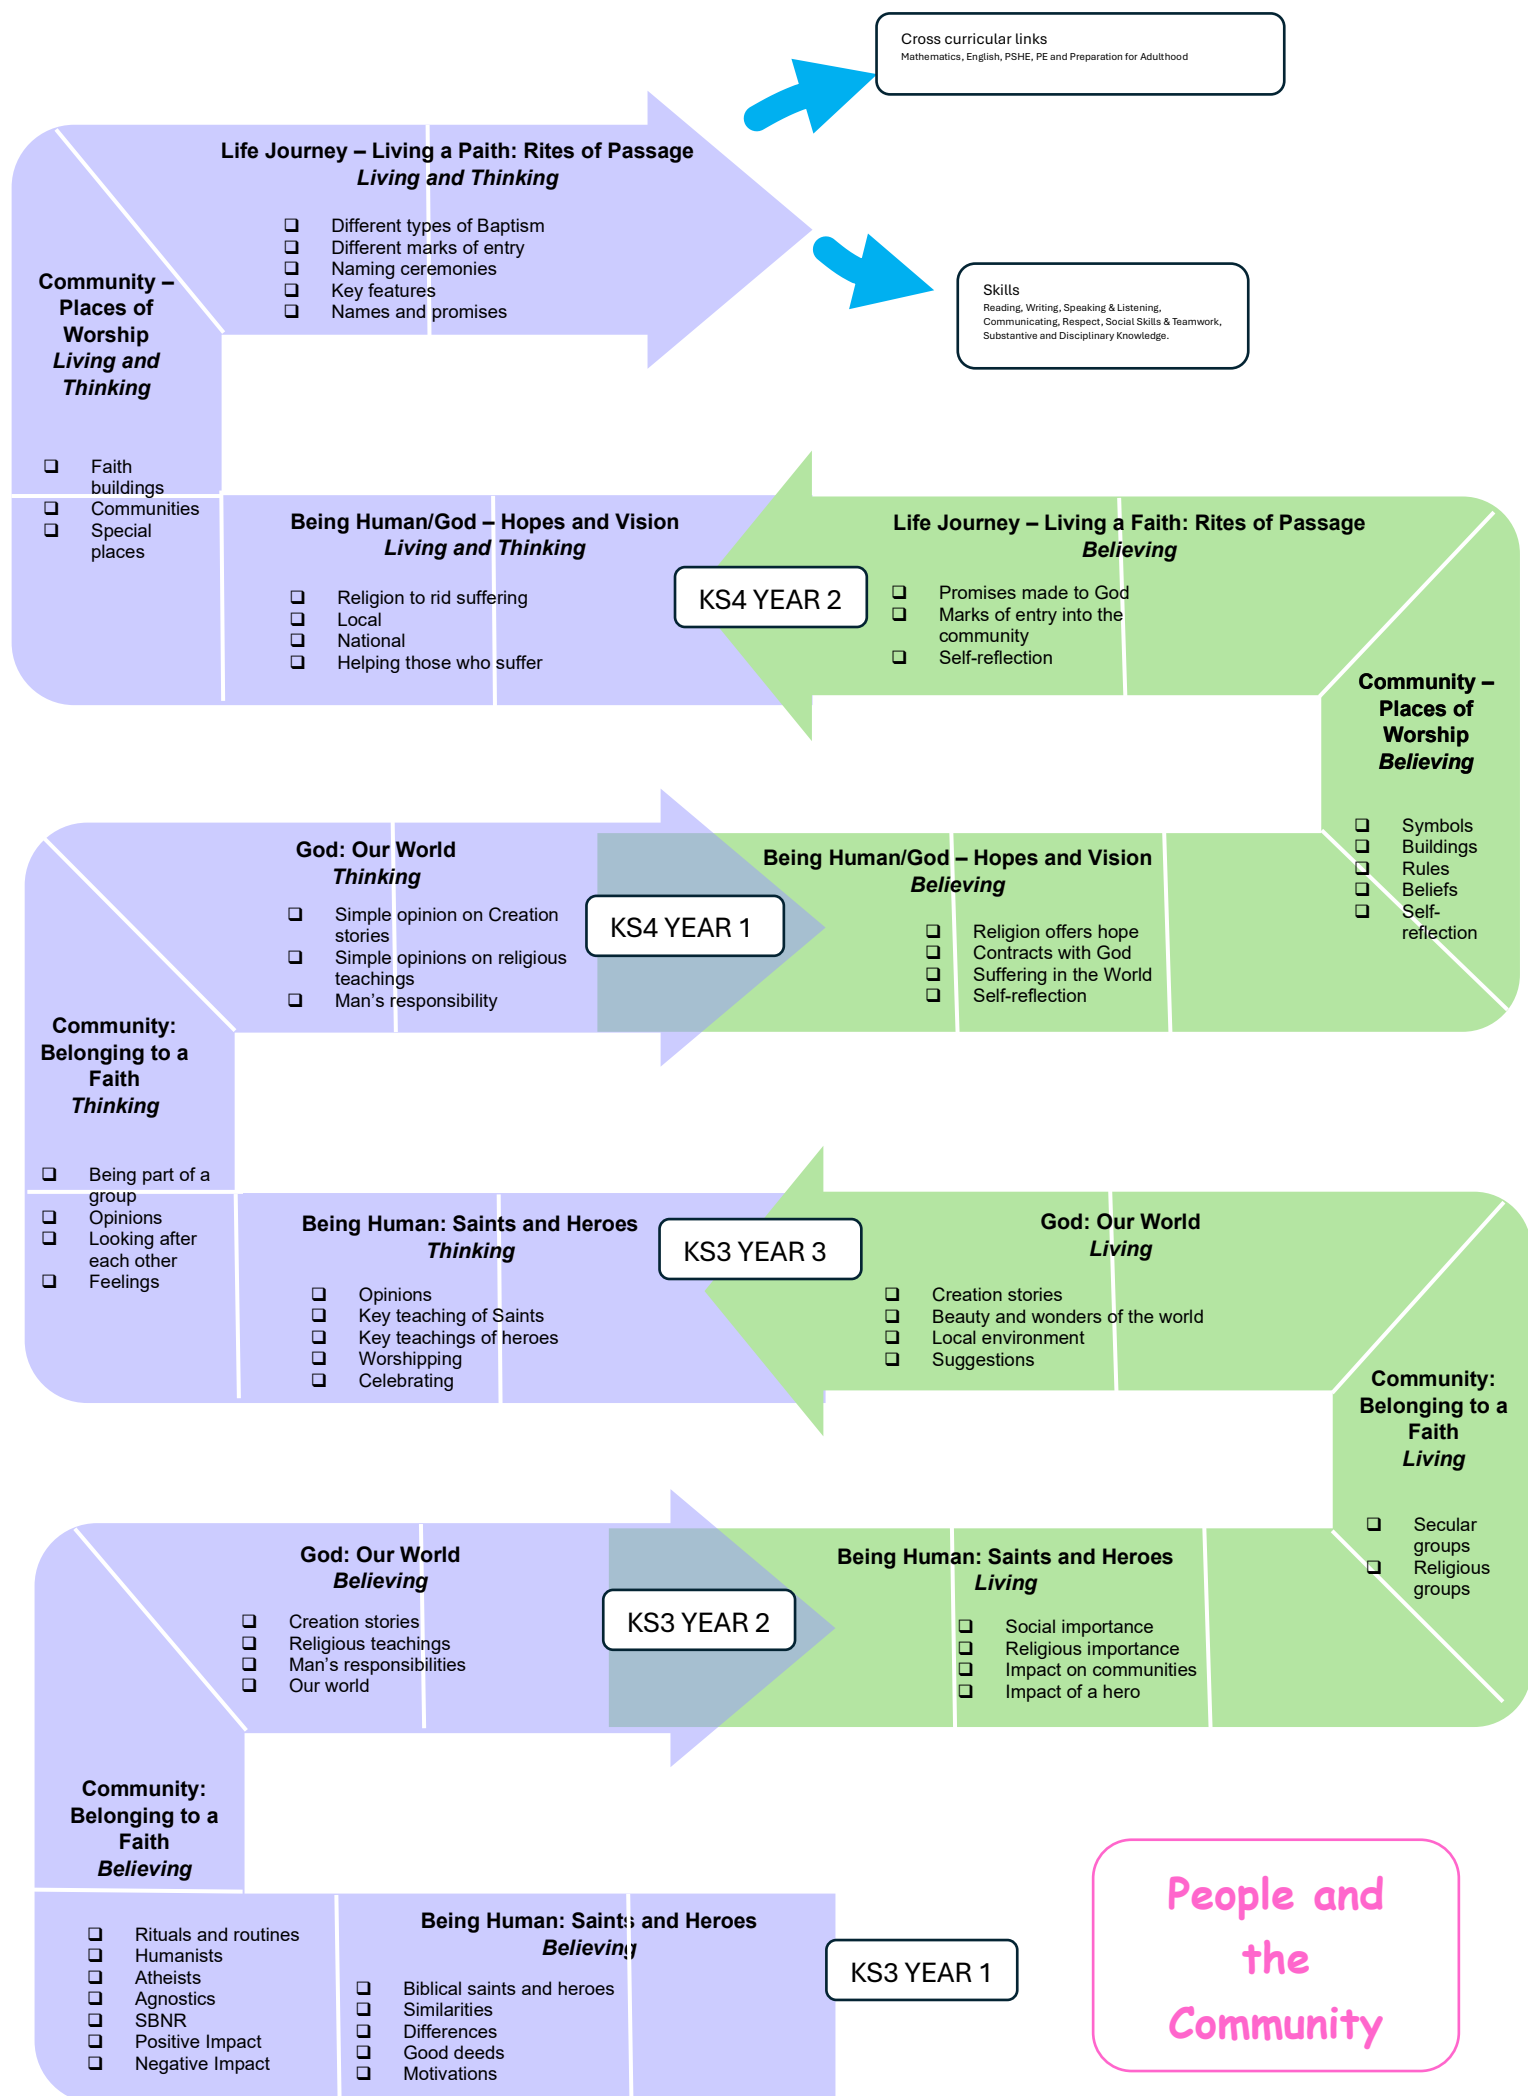 Cross curricular links
Mathematics, English, PSHE, PE and Preparation for Adulthood
Life Journey – Living a Paith: Rites of Passage
Living and Thinking
❑ Different types of Baptism
❑ Different marks of entry
❑ Naming ceremonies
❑ Key features
❑ Names and promises
Skills
Reading, Writing, Speaking & Listening,
Communicating, Respect, Social Skills & Teamwork,
Substantive and Disciplinary Knowledge.
Community –
Places of
Worship
Living and
Thinking
❑ Faith
buildings
❑ Communities
❑ Special
places
Being Human/God – Hopes and Vision
Living and Thinking
❑ Religion to rid suffering
❑ Local
❑ National
❑ Helping those who suffer
KS4 YEAR 2
Life Journey – Living a Faith: Rites of Passage
Believing
❑ Promises made to God
❑ Marks of entry into the
community
❑ Self-reflection
Community –
Places of
Worship
Believing
❑ Symbols
❑ Buildings
❑ Rules
❑ Beliefs
❑ Self-
reflection
God: Our World
Thinking
❑ Simple opinion on Creation
stories
❑ Simple opinions on religious
teachings
❑ Man's responsibility
KS4 YEAR 1
Being Human/God – Hopes and Vision
Believing
❑ Religion offers hope
❑ Contracts with God
❑ Suffering in the World
❑ Self-reflection
Community:
Belonging to a
Faith
Thinking
❑ Being part of a
group
❑ Opinions
❑ Looking after
each other
❑ Feelings
Being Human: Saints and Heroes
Thinking
❑ Opinions
❑ Key teaching of Saints
❑ Key teachings of heroes
❑ Worshipping
❑ Celebrating
KS3 YEAR 3
God: Our World
Living
❑ Creation stories
❑ Beauty and wonders of the world
❑ Local environment
❑ Suggestions
Community:
Belonging to a
Faith
Living
❑ Secular
groups
❑ Religious
groups
God: Our World
Believing
❑ Creation stories
❑ Religious teachings
❑ Man's responsibilities
❑ Our world
KS3 YEAR 2
Being Human: Saints and Heroes
Living
❑ Social importance
❑ Religious importance
❑ Impact on communities
❑ Impact of a hero
Community:
Belonging to a
Faith
Believing
❑ Rituals and routines
❑ Humanists
❑ Atheists
❑ Agnostics
❑ SBNR
❑ Positive Impact
❑ Negative Impact
Being Human: Saints and Heroes
Believing
❑ Biblical saints and heroes
❑ Similarities
❑ Differences
❑ Good deeds
❑ Motivations
KS3 YEAR 1
People and
the
Community